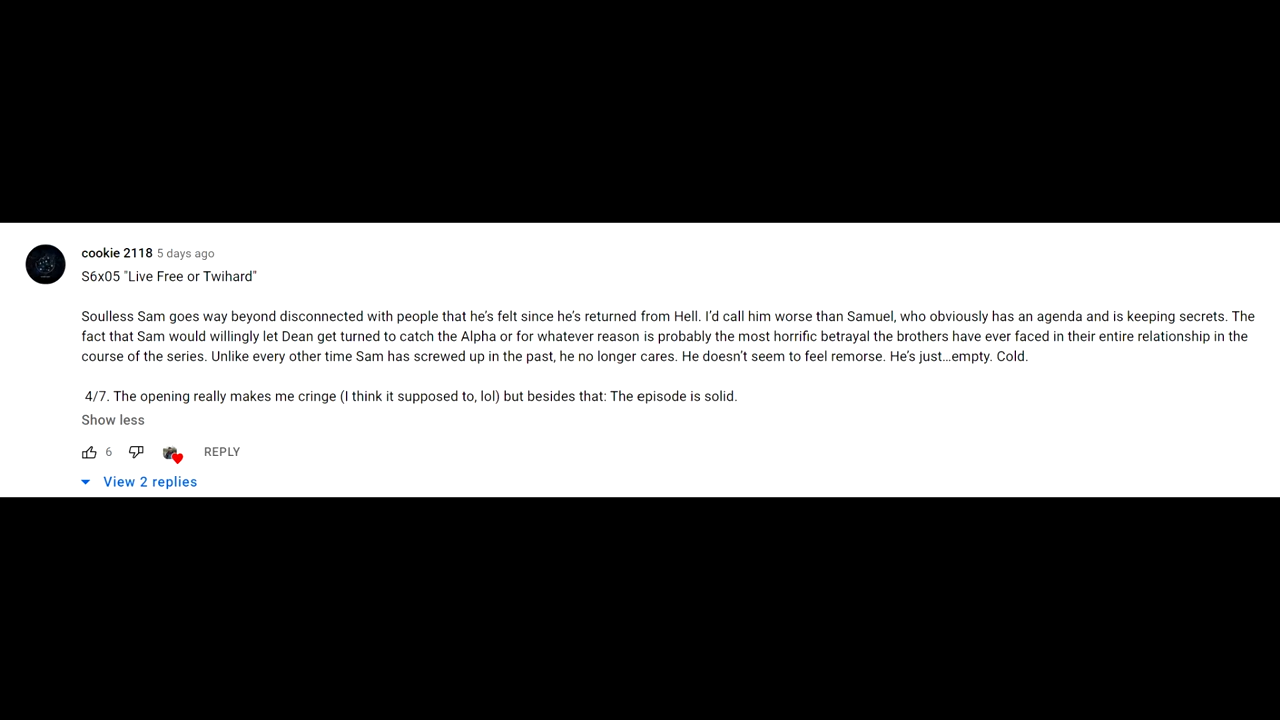 cookie 2118 5 days ago
S6x05 "Live Free or Twihard"
Soulless Sam goes way beyond disconnected with people that he's felt since he's returned from Hell. I'd call him worse than Samuel, who obviously has an agenda and is keeping secrets. The
fact that Sam would willingly let Dean get turned to catch the Alpha or for whatever reason is probably the most horrific betrayal the brothers have ever faced in their entire relationship in the
course of the series. Unlike every other time Sam has screwed up in the past, he no longer cares. He doesn't seem to feel remorse. He's just…empty. Cold.
4/7. The opening really makes me cringe (I think it supposed to, lol) but besides that: The episode is solid.
Show less
6 REPLY
View 2 replies